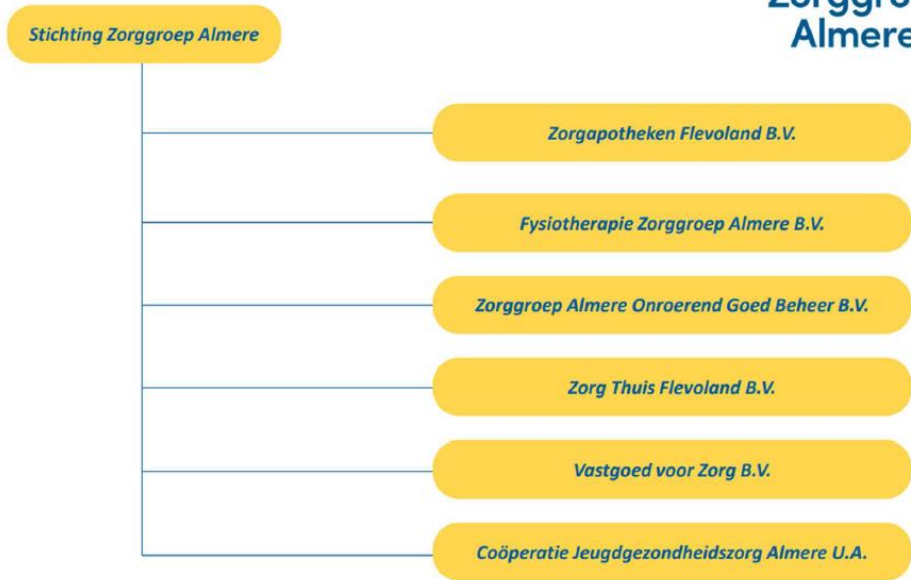 Almere
Stichting Zorggroep Almere
Zorgapotheken Flevoland B.V.
Fysiotherapie Zorggroep Almere B.V.
Zorggroep Almere Onroerend Goed Beheer B.V.
Zorg Thuis Flevoland B.V.
Vastgoed voor Zorg B.V.
Coöperatie Jeugdgezondheidszorg Almere U.A.